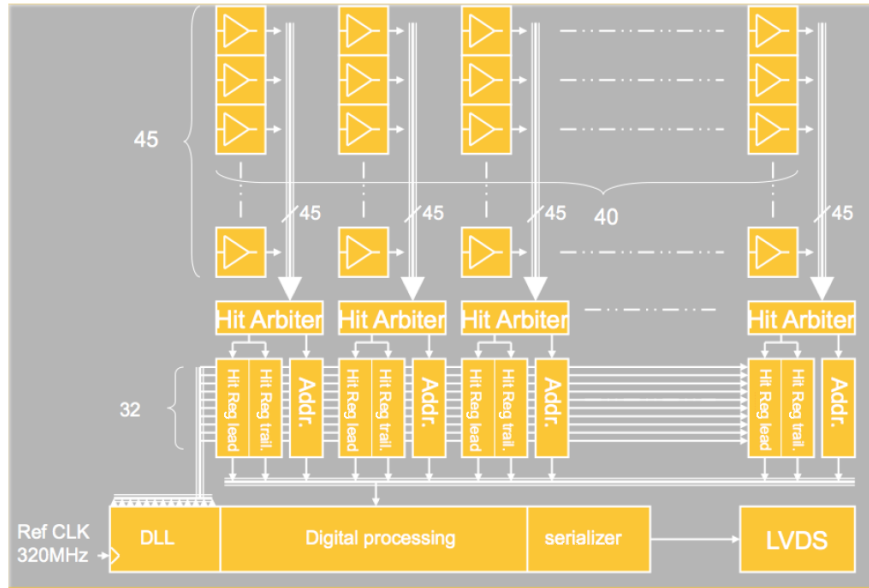 45
45
45
45
45
40
Hit Arbiter
Hit Arbiter
Hit Arbiter
Hit Arbiter
32
Hit Reg lead
Hit Reg trail.
Addr.
Hit Reg lead
Hit Reg trail.
Addr.
Hit Reg lead
Hit Reg trail.
Addr.
Hit Reg lead
Hit Reg trail.
Addr.
Ref CLK
320MHz
DLL
Digital processing
serializer
LVDS